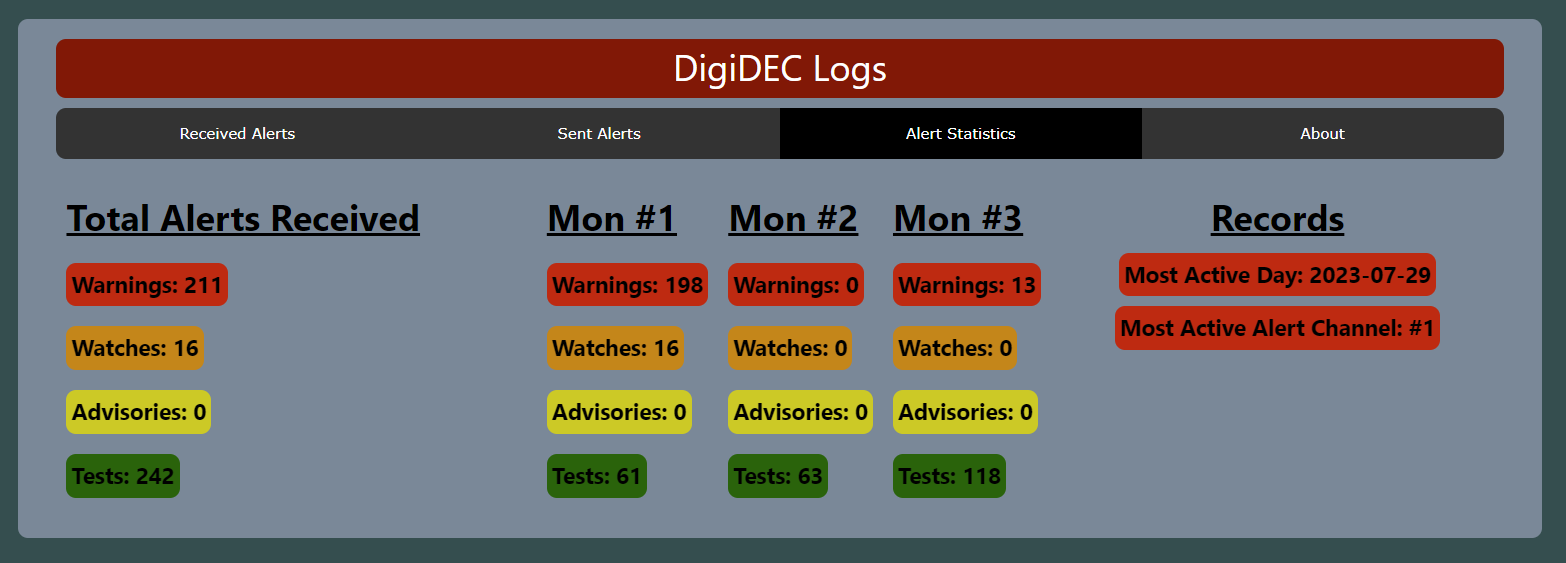 DigiDEC Logs
Received Alerts
Sent Alerts
Alert Statistics
About
Total Alerts Received
Warnings: 211
Watches: 16
Advisories: 0
Tests: 242
Mon #1
Warnings: 198
Watches: 16
Advisories: 0
Tests: 61
Mon #2
Warnings: 0
Watches: 0
Advisories: 0
Tests: 63
Mon #3
Warnings: 13
Watches: 0
Advisories: 0
Tests: 118
Records
Most Active Day: 2023-07-29
Most Active Alert Channel: #1